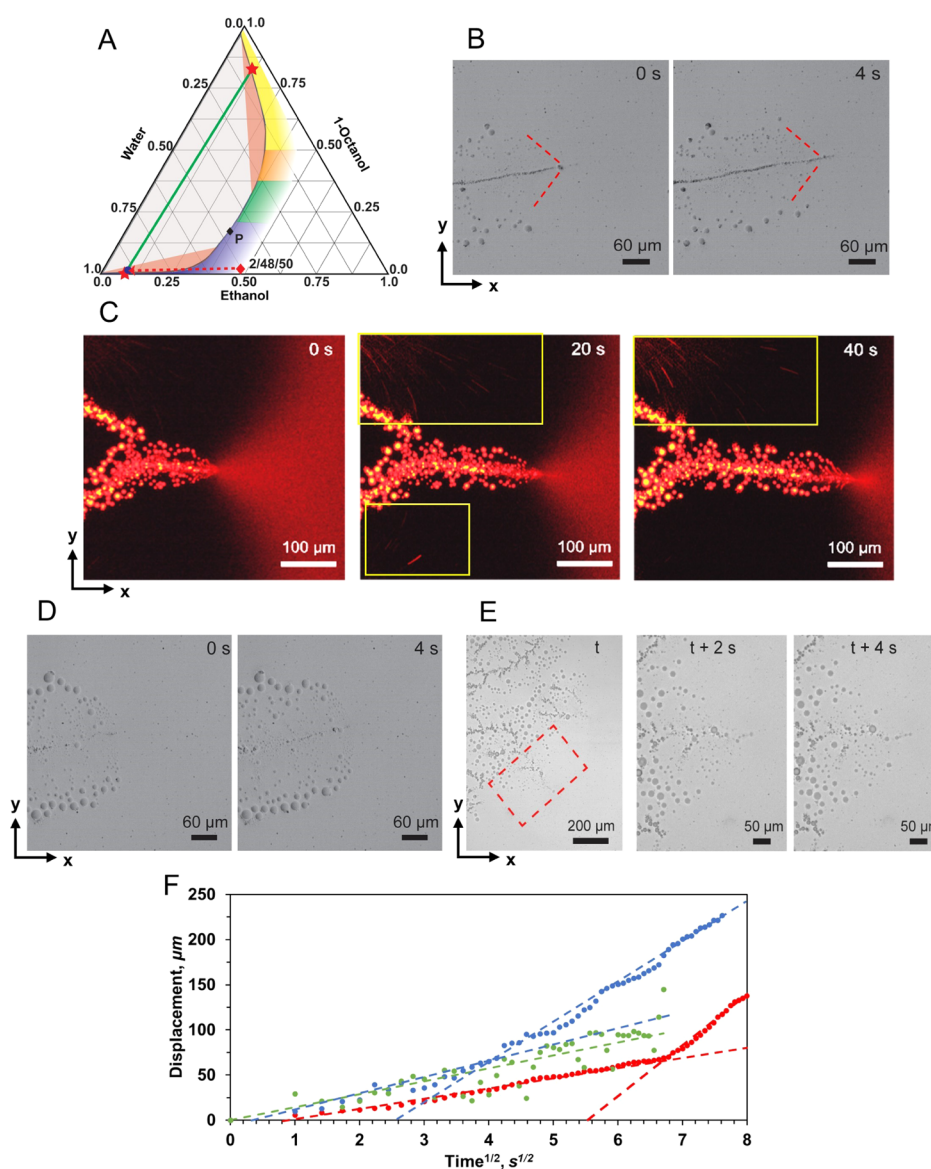 A
0.0 1.0
0.25
0.75
Water
1-Octanol
0.50
0.50
0.75
0.25
P
2/48/50
1.0
0.0
0.0
0.25
0.50
0.75
1.0
Ethanol
B
0 s
4 s
60 µm
60 µm
y
x
C
0 s
20 s
40 s
100 µm
100 µm
100 µm
y
x
D
0 s
4 s
60 µm
60 µm
y
x
E
t
t + 2 s
t + 4 s
200 µm
50 µm
50 µm
y
x
F
250
200
150
100
50
0
Displacement, µm
0 1 2 3 4 5 6 7 8
Time1/2, s1/2